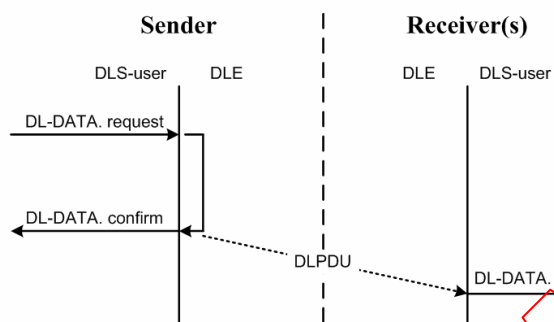 Sender
Receiver(s)
DLS-user
DLE
DLE
DLS-user
DL-DATA. request
DL-DATA. confirm
DLPDU
DL-DATA.